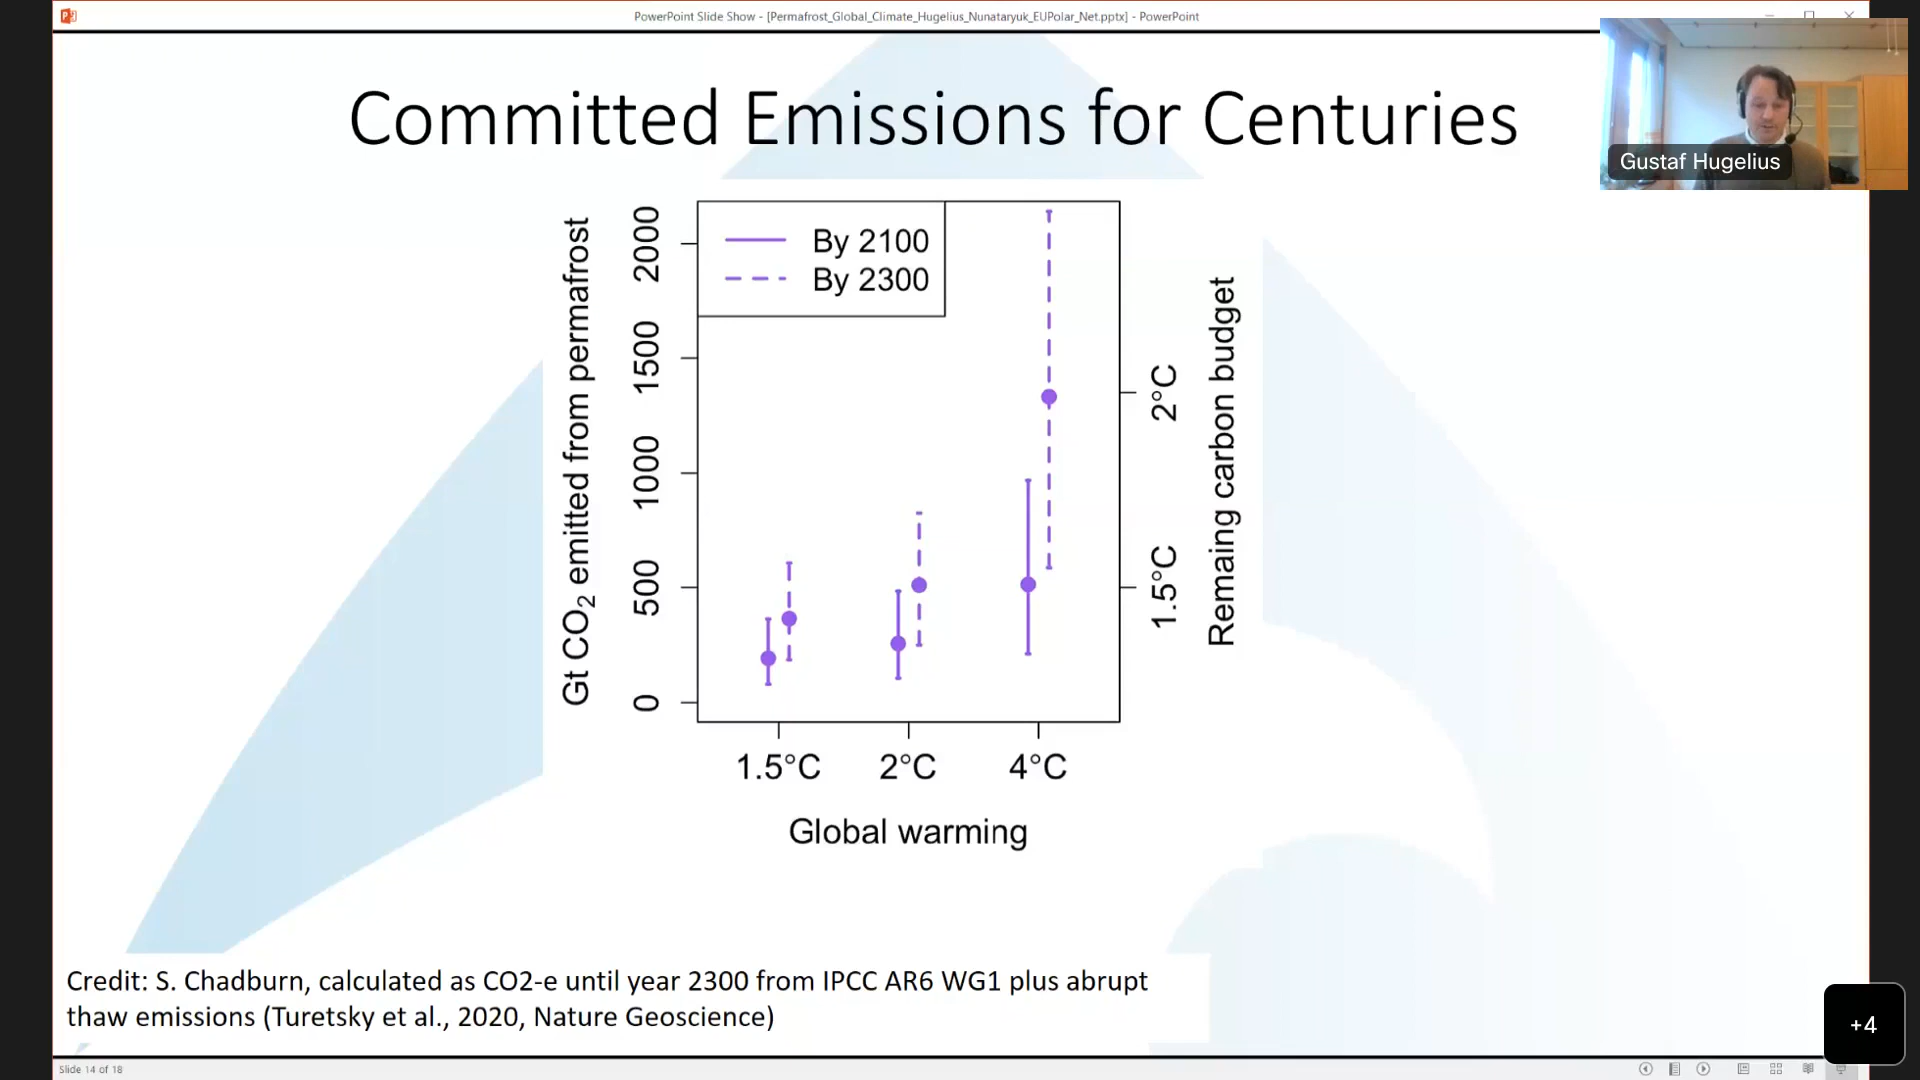 PowerPoint Slide Show - [Permafrost_Global_Climate_Hugelius_Nunataryuk_EUPolar_Net.pptx] - PowerPoint
Committed Emissions for Centuries
Gustaf Hugelius
By 2100
By 2300
Gt CO2 emitted from permafrost
2000
1500
1000
500
0
2°C
1.5°C
Remaing carbon budget
1.5°C 2°C 4°C
Global warming
Credit: S. Chadburn, calculated as CO2-e until year 2300 from IPCC AR6 WG1 plus abrupt
thaw emissions (Turetsky et al., 2020, Nature Geoscience)
+4
Slide 14 of 18